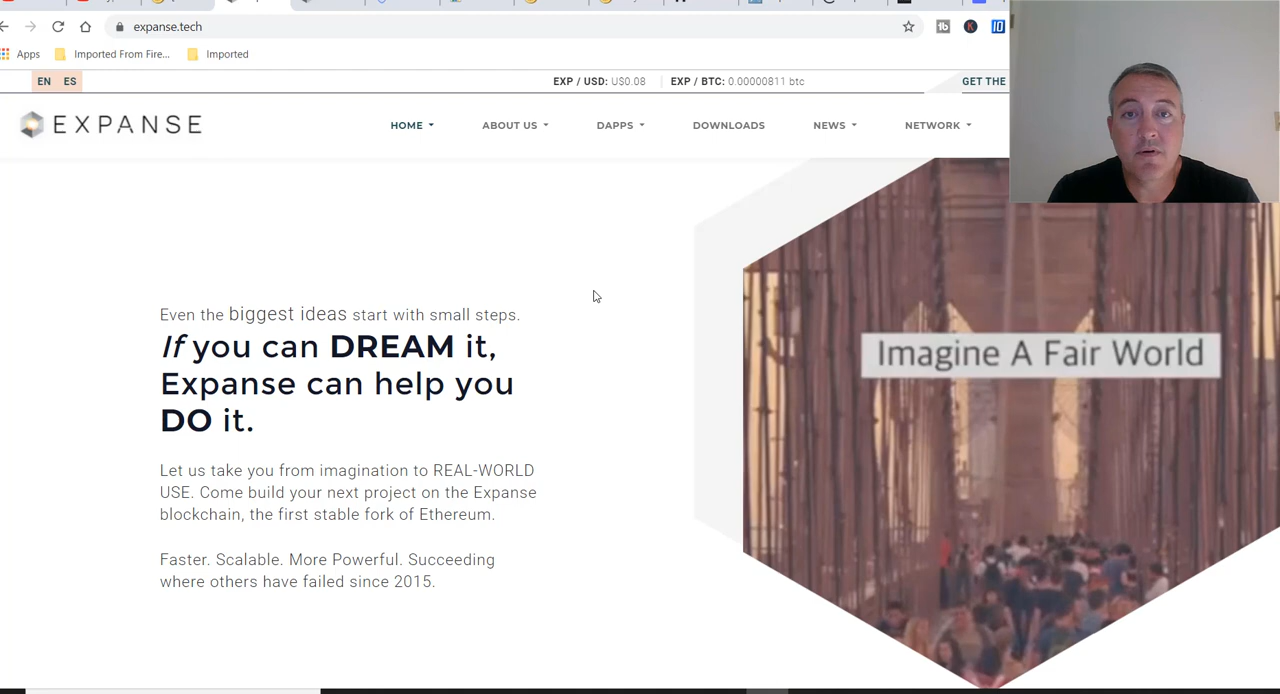 expanse.tech
Apps
Imported From Fire...
Imported
EN ES
EXP / USD: U$0.08
EXP / BTC: 0.00000811 btc
GET THE
EXPANSE
HOME
ABOUT US
DAPPS
DOWNLOADS
NEWS
NETWORK
Even the biggest ideas start with small steps.
If you can DREAM it,
Expanse can help you
DO it.
Let us take you from imagination to REAL-WORLD
USE. Come build your next project on the Expanse
blockchain, the first stable fork of Ethereum.
Faster. Scalable. More Powerful. Succeeding
where others have failed since 2015.
Imagine A Fair World